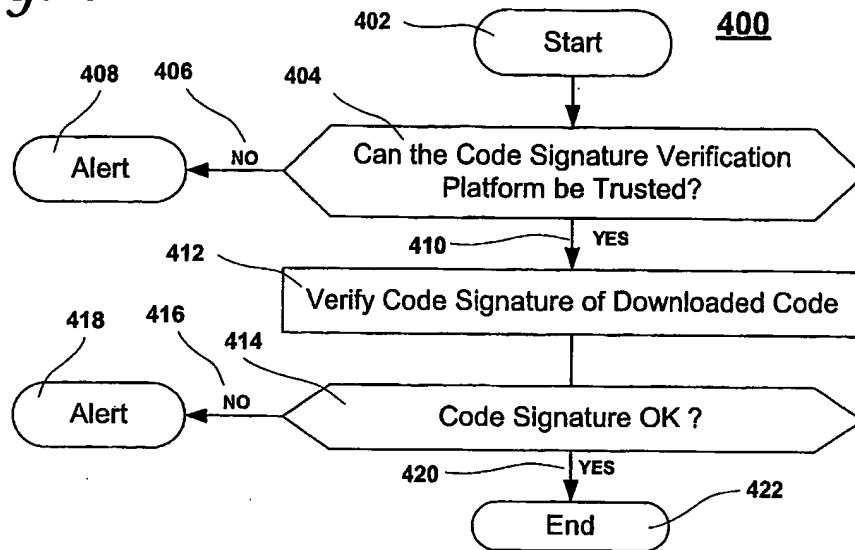 402
Start
400
408
406
404
Alert
NO
Can the Code Signature Verification
Platform be Trusted?
410
YES
412
Verify Code Signature of Downloaded Code
418
416
414
Alert
NO
Code Signature OK ?
420
YES
422
End